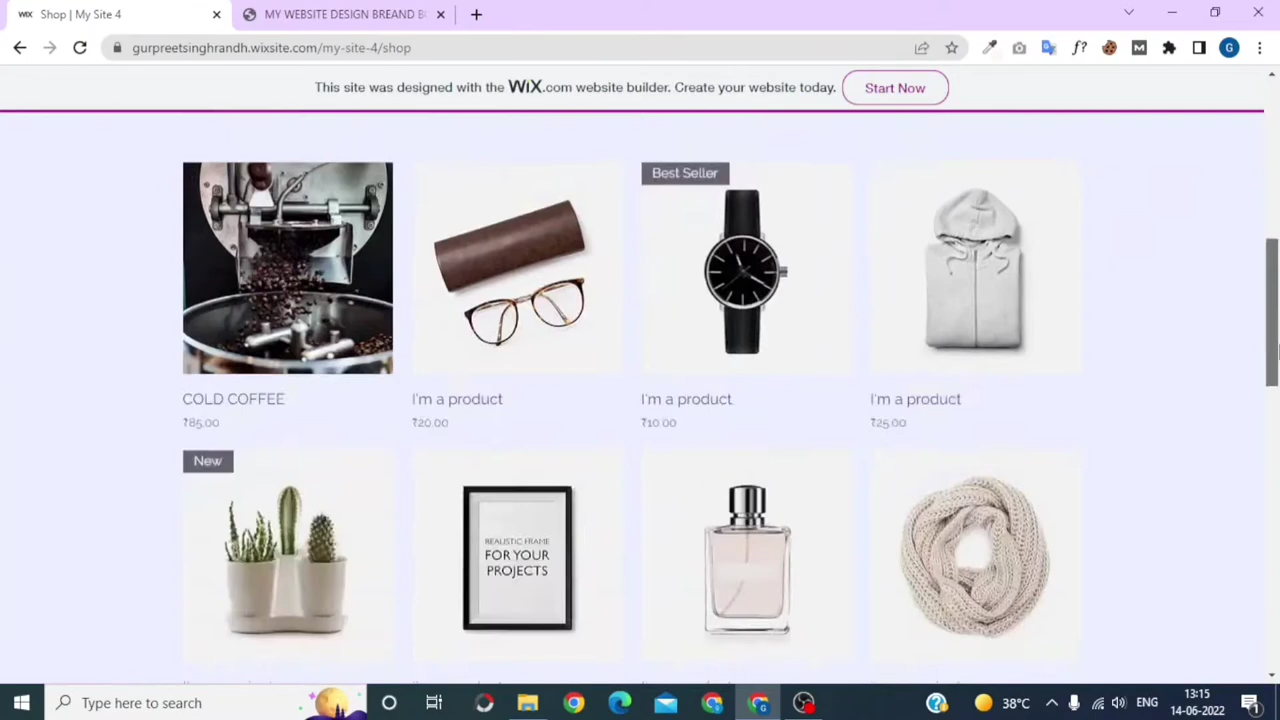 WiX Shop | My Site 4
MY WEBSITE DESIGN BREAND B
gurpreetsinghrandh.wixsite.com/my-site-4/shop
f?
M
G
This site was designed with the WiX.com website builder. Create your website today.
Start Now
Best Seller
COLD COFFEE
I'm a product
I'm a product
I'm a product
₹85.00
₹20.00
₹10.00
₹25.00
New
REALISTIC FRAME
FOR YOUR
PROJECTS
Type here to search
38°C
ENG
13:15
14-06-2022
1